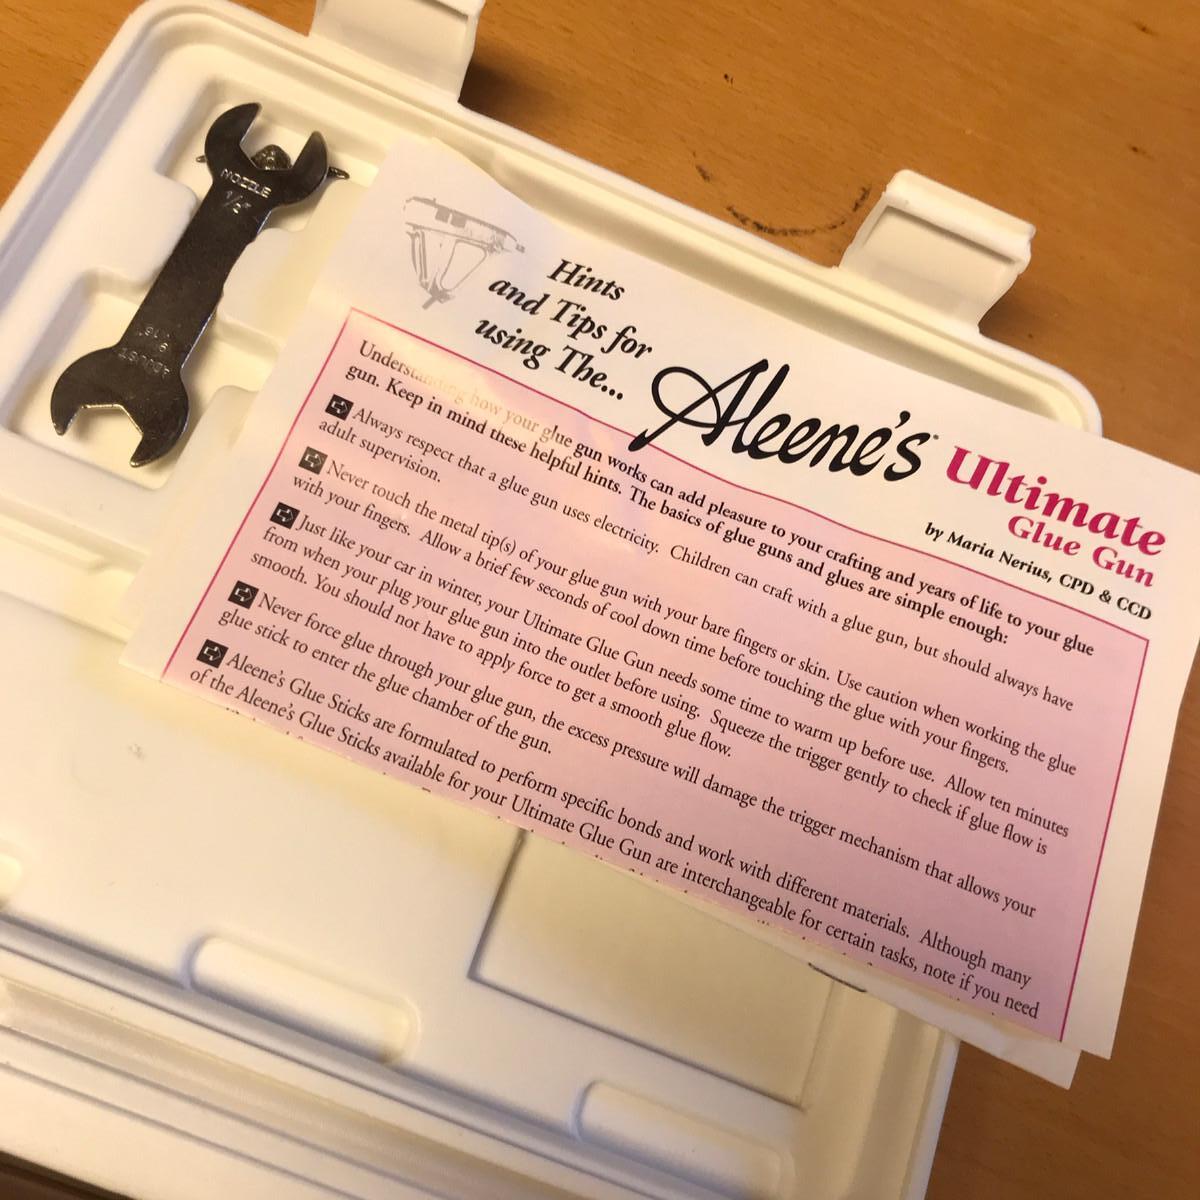 NOZZLE
1/2"
9/16"
Hints
and Tips for
using The...
Aleene's Ultimate
Glue Gun
by Maria Nerius, CPD & CCD
Understanding how your glue gun works can add pleasure to your crafting and years of life to your glue
gun. Keep in mind these helpful hints. The basics of glue guns and glues are simple enough:
Always respect that a glue gun uses electricity. Children can craft with a glue gun, but should always have
adult supervision.
Never touch the metal tip(s) of your glue gun with your bare fingers or skin. Use caution when working the glue
with your fingers. Allow a brief few seconds of cool down time before touching the glue with your fingers.
Just like your car in winter, your Ultimate Glue Gun needs some time to warm up before use. Allow ten minutes
from when your plug your glue gun into the outlet before using. Squeeze the trigger gently to check if glue flow is
smooth. You should not have to apply force to get a smooth glue flow.
Never force glue through your glue gun, the excess pressure will damage the trigger mechanism that allows your
glue stick to enter the glue chamber of the gun.
Aleene's Glue Sticks are formulated to perform specific bonds and work with different materials. Although many
of the Aleene's Glue Sticks available for your Ultimate Glue Gun are interchangeable for certain tasks, note if you need